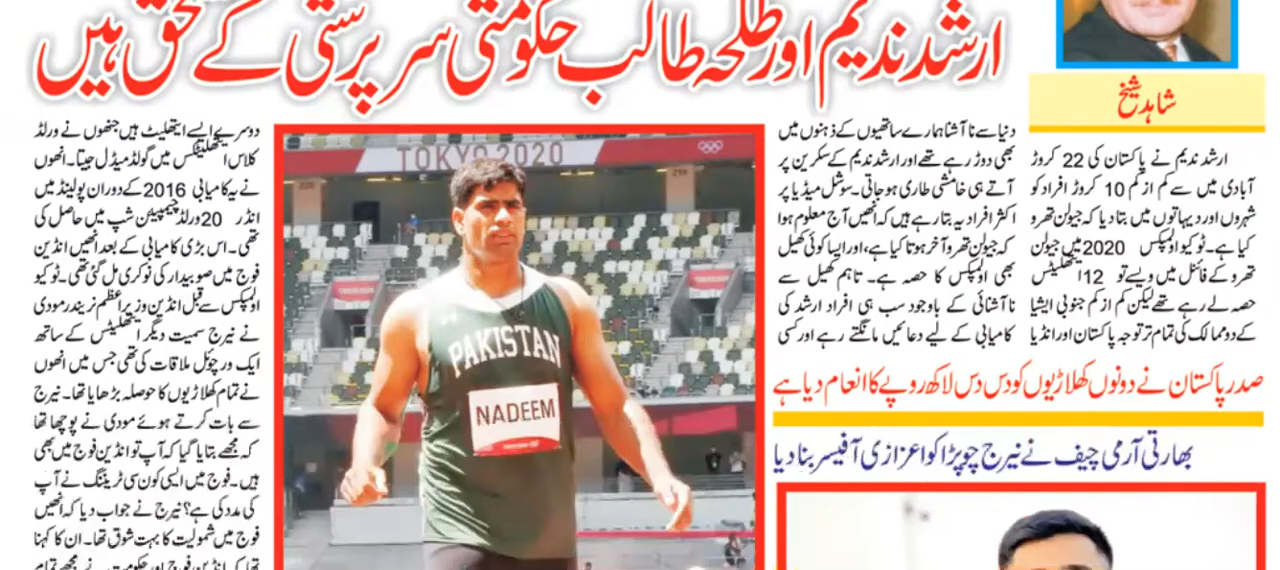 ارشد ندیم اور طلحہ طالب حکومتی سرپرستی کے مستحق ہیں
شاہد شیخ
ارشد ندیم نے پاکستان کی 22 کروڑ
آبادی میں سے کم از کم 10 کروڑ افراد کو
شہروں اور دیہاتوں میں بتا دیا کہ جیولن تھرو
کیا ہے۔ ٹوکیو اولمپکس 2020 میں جیولن
تھرو کے فائنل میں ویسے تو 12 ایتھلیٹس
حصہ لے رہے تھے لیکن کم از کم جنوبی ایشیا
کے دو ممالک کی تمام تر توجہ پاکستان اور انڈیا
دنیا سے نا آشنا ہمارے ساتھیوں کے ذہنوں میں
بھی دوڑ رہے تھے اور ارشد ندیم کے سکرین پر
آتے ہی خامشی طاری ہو جاتی۔ سوشل میڈیا پر
اکثر افراد یہ بتا رہے ہیں کہ انھیں آج معلوم ہوا
کہ جیولن تھرو آخر ہوتا کیا ہے، اور ایسا کوئی کھیل
بھی اولمپکس کا حصہ ہے۔ تاہم کھیل سے
نا آشنائی کے باوجود سب ہی افراد ارشد کی
کامیابی کے لیے دعائیں مانگتے رہے اور کسی
صدر پاکستان نے دونوں کھلاڑیوں کو دس دس لاکھ روپے کا انعام دیا ہے
بھارتی آرمی چیف نے نیرج چوپڑا کو اعزازی آفیسر بنا دیا
TOKYO 2020
PAKISTAN
NADEEM
دوسرے ایسے ایتھلیٹ ہیں جنھوں نے ورلڈ
کلاس ایتھلیٹکس میں گولڈ میڈل جیتا۔ انھوں
نے یہ کامیابی 2016 کے دوران پولینڈ میں
انڈر 20 ورلڈ چیمپیئن شپ میں حاصل کی
تھی۔ اس بڑی کامیابی کے بعد انھیں انڈین
فوج میں صوبیدار کی نوکری مل گئی تھی۔ ٹوکیو
اولمپکس سے قبل انڈین وزیر اعظم نریندر مودی
نے نیرج سمیت دیگر ایتھلیٹس کے ساتھ
ایک ورچوئل ملاقات کی تھی جس میں انھوں
نے تمام کھلاڑیوں کا حوصلہ بڑھایا تھا۔ نیرج
سے بات کرتے ہوئے مودی نے پوچھا تھا
کہ مجھے بتایا گیا کہ آپ تو انڈین فوج میں بھی
ہیں۔ فوج میں ایسی کون سی ٹریننگ نے آپ
کی مدد کی ہے؟ نیرج نے جواب دیا کہ انھیں
فوج میں شمولیت کا بہت شوق تھا۔ ان کا کہنا